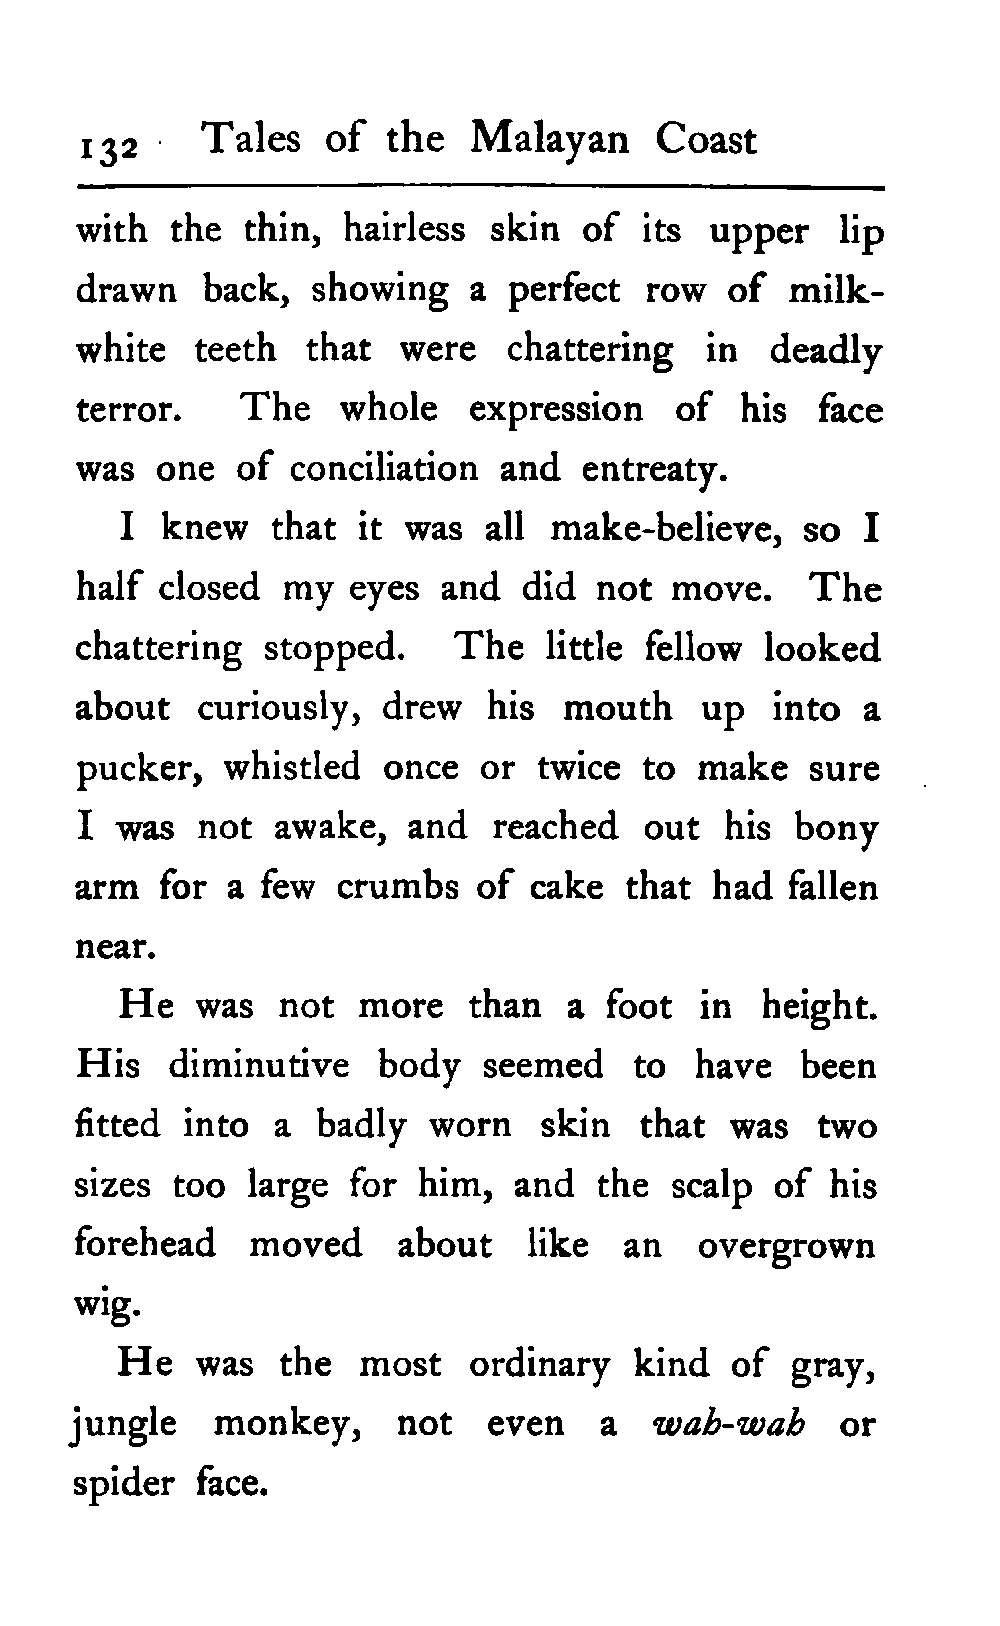 132 Tales of the Malayan Coast
with the thin, hairless skin of its upper lip
drawn back, showing a perfect row of milk-
white teeth that were chattering in deadly
terror. The whole expression of his face
was one of conciliation and entreaty.
I knew that it was all make-believe, so I
half closed my eyes and did not move. The
chattering stopped. The little fellow looked
about curiously, drew his mouth up into a
pucker, whistled once or twice to make sure
I was not awake, and reached out his bony
arm for a few crumbs of cake that had fallen
near.
He was not more than a foot in height.
His diminutive body seemed to have been
fitted into a badly worn skin that was two
sizes too large for him, and the scalp of his
forehead moved about like an overgrown
wig.
He was the most ordinary kind of gray,
jungle monkey, not even a wah-wah or
spider face.